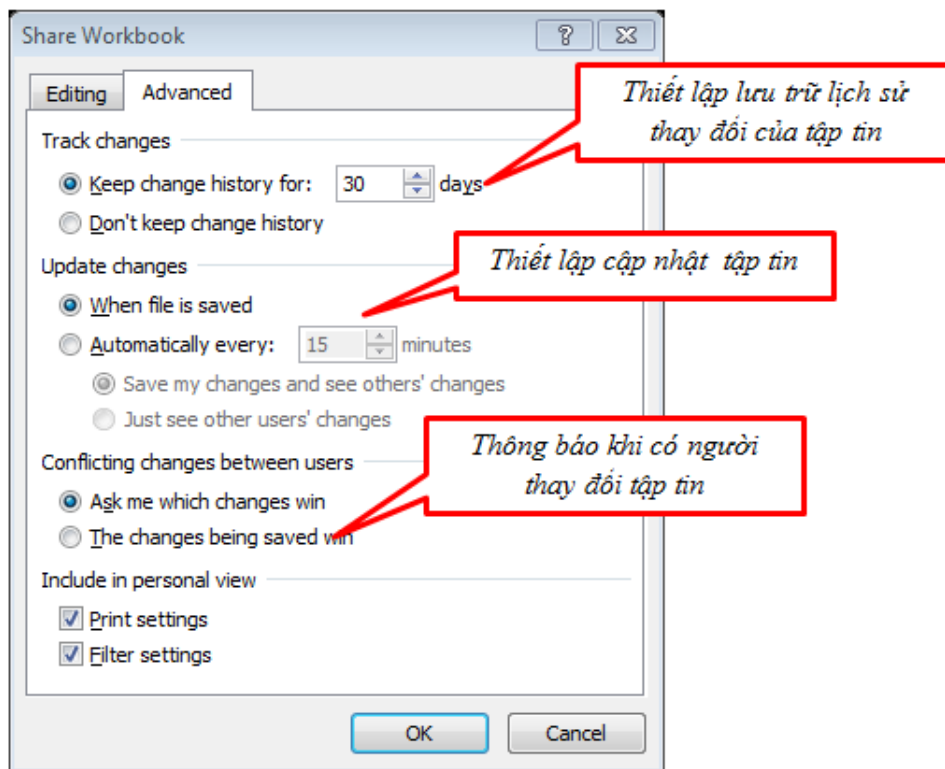 Share Workbook
Editing
Advanced
Thiết lập lưu trữ lịch sử
thay đổi của tập tin
Track changes
Keep change history for: 30 days
Don't keep change history
Update changes
Thiết lập cập nhật tập tin
When file is saved
Automatically every: 15 minutes
Save my changes and see others' changes
Just see other users' changes
Thông báo khi có người
thay đổi tập tin
Conflicting changes between users
Ask me which changes win
The changes being saved win
Include in personal view
Print settings
Filter settings
OK
Cancel